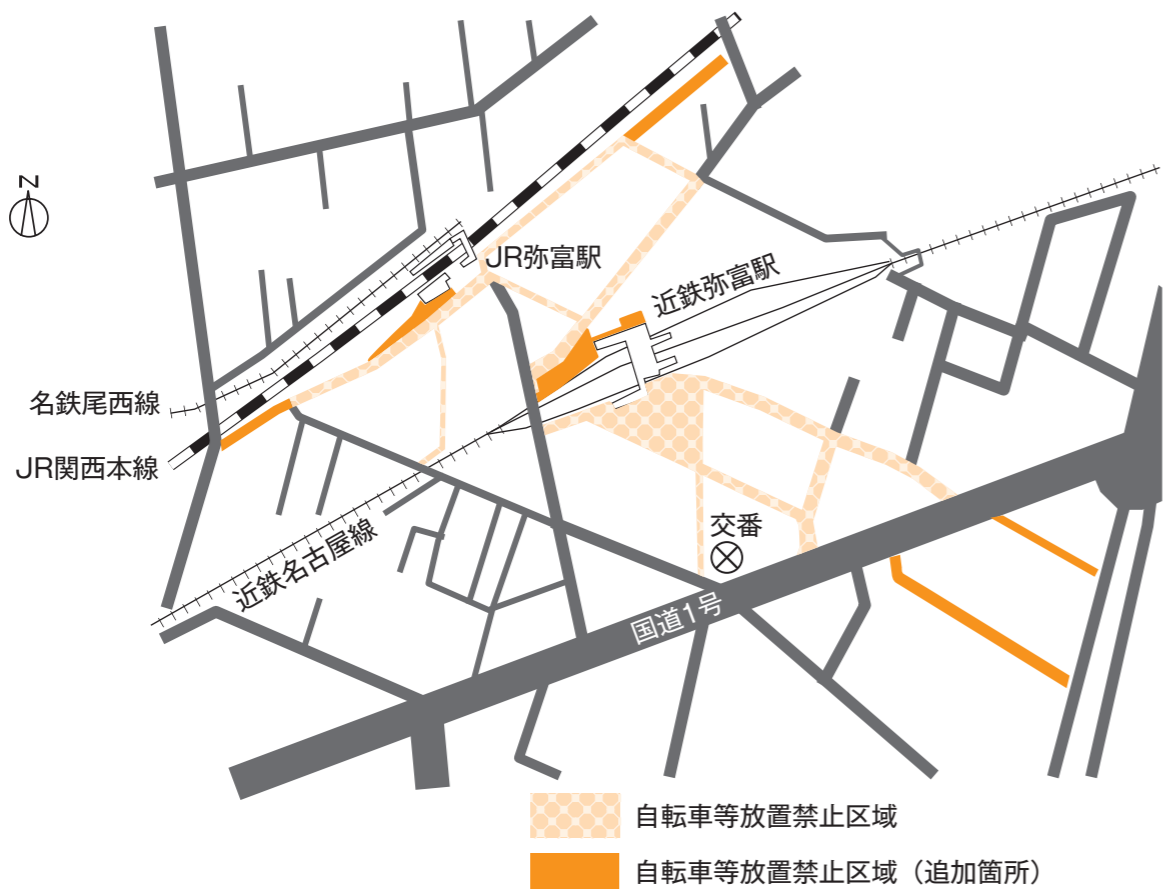 N
JR弥富駅
近鉄弥富駅
名鉄尾西線
JR関西本線
近鉄名古屋線
交番
国道1号
自転車等放置禁止区域
自転車等放置禁止区域（追加箇所）